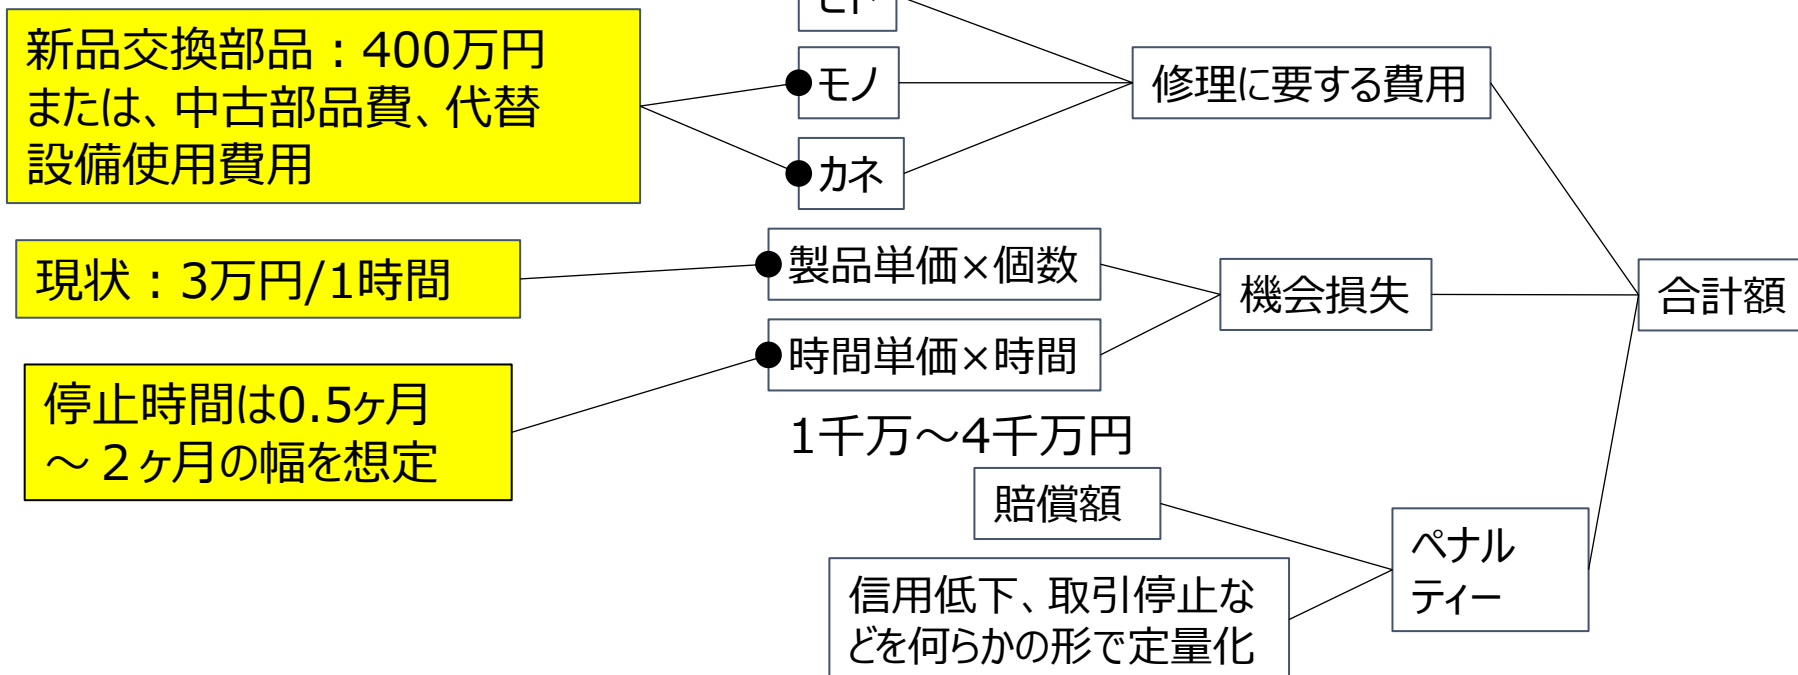 ヒト
新品交換部品：400万円
または、中古部品費、代替
設備使用費用
モノ
修理に要する費用
カネ
現状：3万円/1時間
製品単価×個数
機会損失
合計額
時間単価×時間
停止時間は0.5ヶ月
～２ヶ月の幅を想定
1千万～4千万円
賠償額
ペナル
ティー
信用低下、取引停止な
どを何らかの形で定量化